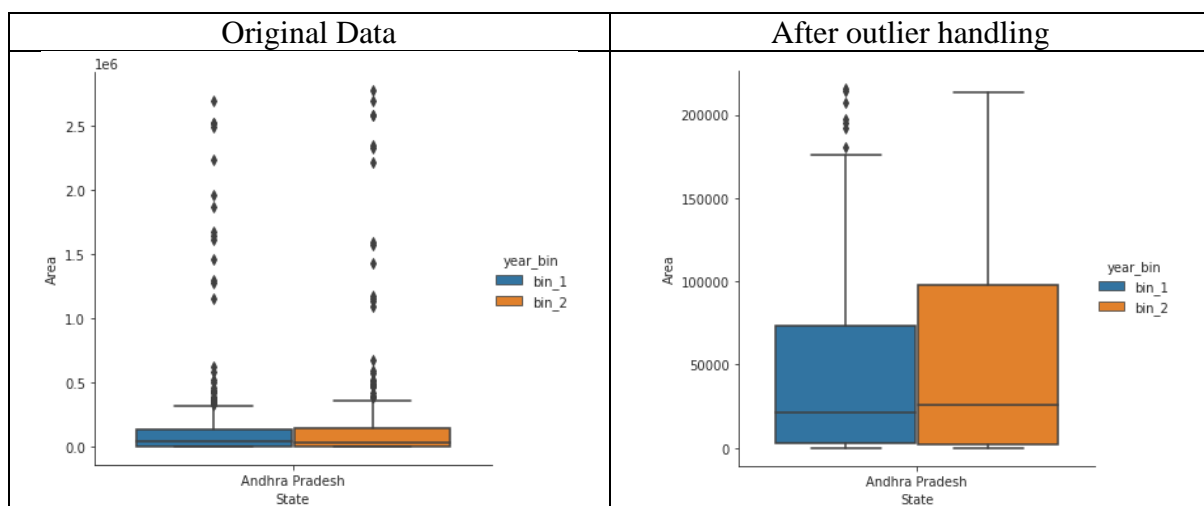 Original Data
After outlier handling
1e6
2.5
2.0
1.5
1.0
0.5
0.0
Area
Andhra Pradesh
State
year_bin
bin_1
bin_2
200000
150000
100000
50000
0
Area
Andhra Pradesh
State
year_bin
bin_1
bin_2